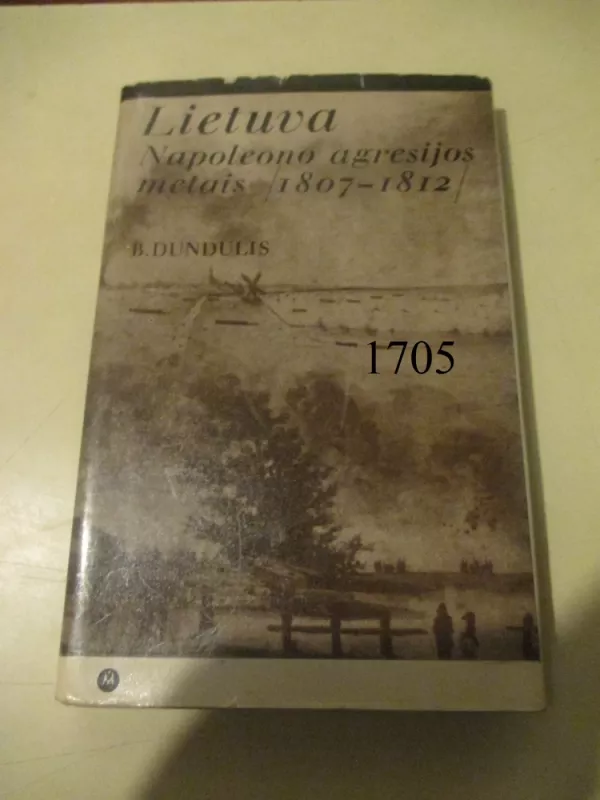 Lietuva
Napoleono agresijos
metais /1807-1812/
B. DUNDULIS
1705
M